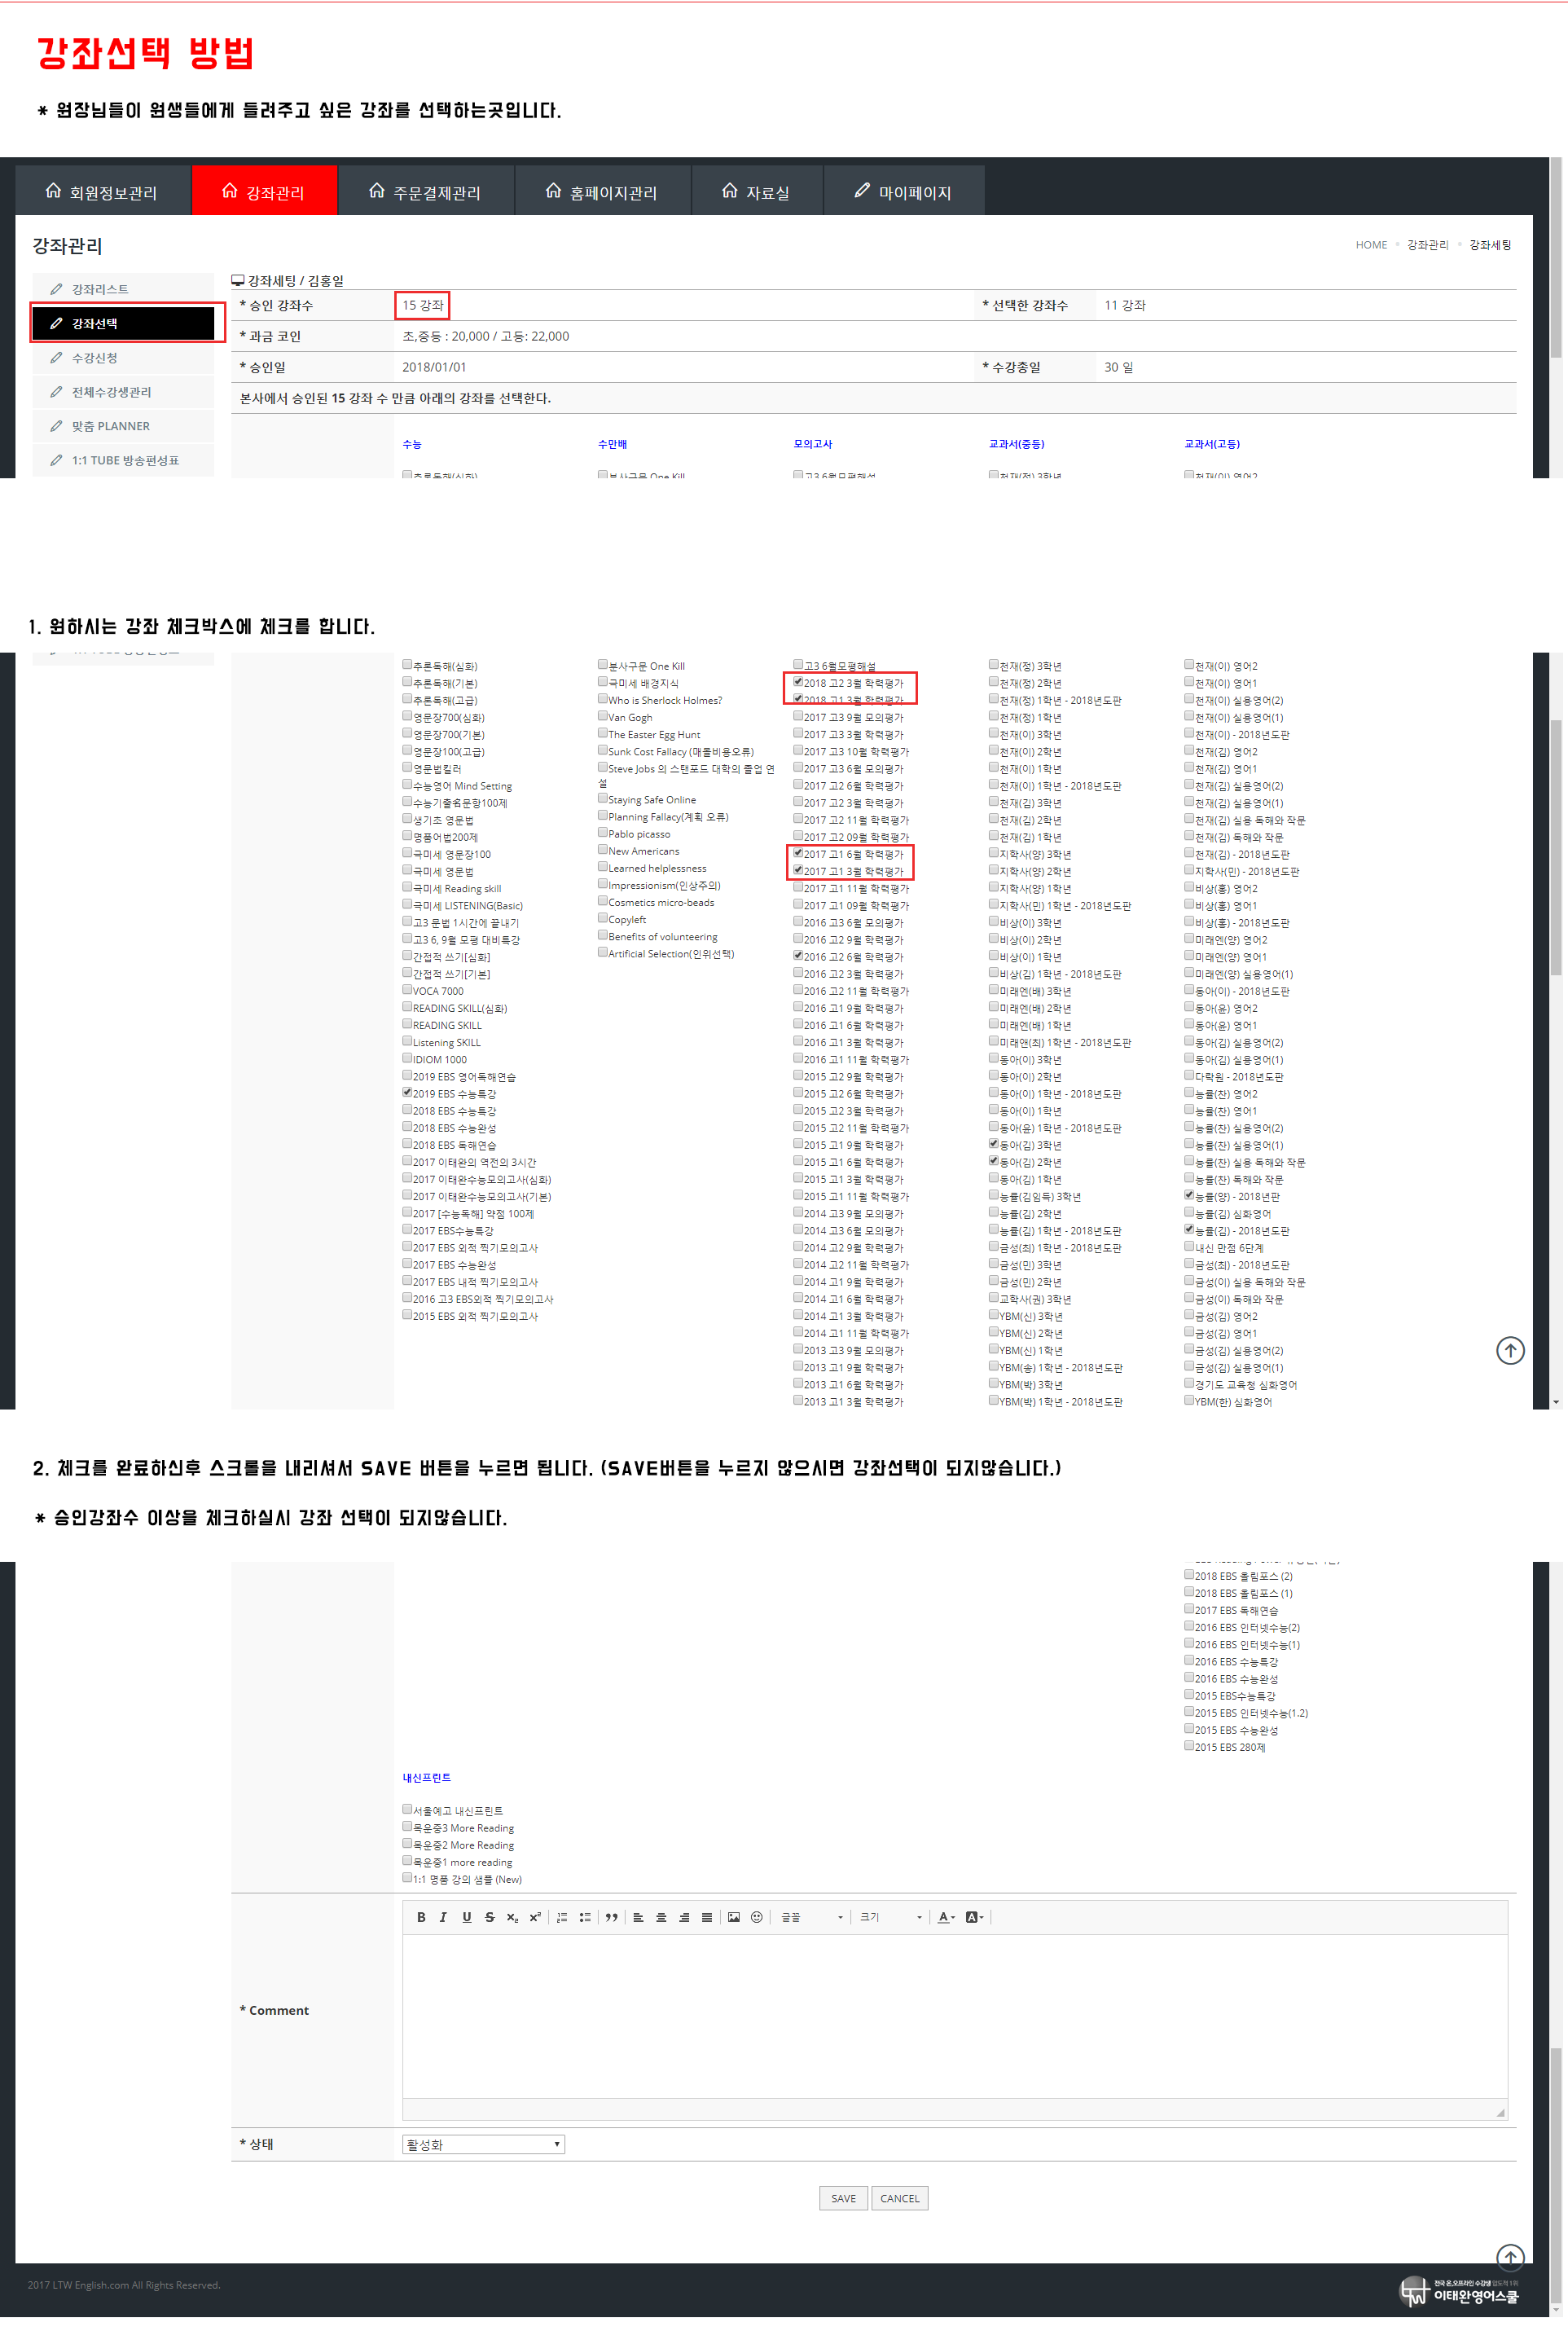 강좌선택 방법
* 원장님들이 원생들에게 들려주고 싶은 강좌를 선택하는곳입니다.
회원정보관리 강좌관리 주문결제관리 홈페이지관리 자료실 마이페이지
강좌관리
HOME 강좌관리 강좌세팅
강좌리스트
강좌선택
수강신청
전체수강생관리
맞춤 PLANNER
1:1 TUBE 방송편성표
강좌세팅 / 김홍일
* 승인 강좌수 15 강좌 * 선택한 강좌수 11 강좌
* 과금 코인 초,중등 : 20,000 / 고등: 22,000
* 승인일 2018/01/01 * 수강종일 30 일
본사에서 승인된 15 강좌 수 만큼 아래의 강좌를 선택한다.
수능 수만배 모의고사 교과서(중등) 교과서(고등)
추론독해(심화) 분사구문 One Kill 고3 6월모평해설 천재(정) 3학년 천재(이) 영어2
1. 원하시는 강좌 체크박스에 체크를 합니다.
추론독해(심화)
추론독해(기본)
추론독해(고급)
영문장700(심화)
영문장700(기본)
영문장100(고급)
영문법킬러
수능영어 Mind Setting
수능기출名문항100제
생기초 영문법
명품어법200제
극미세 영문장100
극미세 영문법
극미세 Reading skill
극미세 LISTENING(Basic)
고3 문법 1시간에 끝내기
고3 6, 9월 모평 대비특강
간접적 쓰기[심화]
간접적 쓰기[기본]
VOCA 7000
READING SKILL(심화)
READING SKILL
Listening SKILL
IDIOM 1000
2019 EBS 영어독해연습
2019 EBS 수능특강
2018 EBS 수능특강
2018 EBS 수능완성
2018 EBS 독해연습
2017 이태완의 역전의 3시간
2017 이태완수능모의고사(심화)
2017 이태완수능모의고사(기본)
2017 [수능독해] 약점 100제
2017 EBS수능특강
2017 EBS 외적 찍기모의고사
2017 EBS 수능완성
2017 EBS 내적 찍기모의고사
2016 고3 EBS외적 찍기모의고사
2015 EBS 외적 찍기모의고사
분사구문 One Kill
극미세 배경지식
Who is Sherlock Holmes?
Van Gogh
The Easter Egg Hunt
Sunk Cost Fallacy (매몰비용오류)
Steve Jobs 의 스탠포드 대학의 졸업 연
설
Staying Safe Online
Planning Fallacy(계획 오류)
Pablo picasso
New Americans
Learned helplessness
Impressionism(인상주의)
Cosmetics micro-beads
Copyleft
Benefits of volunteering
Artificial Selection(인위선택)
고3 6월모평해설
2018 고2 3월 학력평가
2018 고1 3월 학력평가
2017 고3 9월 모의평가
2017 고3 3월 학력평가
2017 고3 10월 학력평가
2017 고3 6월 모의평가
2017 고2 6월 학력평가
2017 고2 3월 학력평가
2017 고2 11월 학력평가
2017 고2 09월 학력평가
2017 고1 6월 학력평가
2017 고1 3월 학력평가
2017 고1 11월 학력평가
2017 고1 09월 학력평가
2016 고3 6월 모의평가
2016 고2 9월 학력평가
2016 고2 6월 학력평가
2016 고2 3월 학력평가
2016 고2 11월 학력평가
2016 고1 9월 학력평가
2016 고1 6월 학력평가
2016 고1 3월 학력평가
2016 고1 11월 학력평가
2015 고2 9월 학력평가
2015 고2 6월 학력평가
2015 고2 3월 학력평가
2015 고2 11월 학력평가
2015 고1 9월 학력평가
2015 고1 6월 학력평가
2015 고1 3월 학력평가
2015 고1 11월 학력평가
2014 고3 9월 모의평가
2014 고3 6월 모의평가
2014 고2 9월 학력평가
2014 고2 11월 학력평가
2014 고1 9월 학력평가
2014 고1 6월 학력평가
2014 고1 3월 학력평가
2014 고1 11월 학력평가
2013 고3 9월 모의평가
2013 고1 9월 학력평가
2013 고1 6월 학력평가
2013 고1 3월 학력평가
천재(정) 3학년
천재(정) 2학년
천재(정) 1학년 - 2018년도판
천재(정) 1학년
천재(이) 3학년
천재(이) 2학년
천재(이) 1학년
천재(이) 1학년 - 2018년도판
천재(김) 3학년
천재(김) 2학년
천재(김) 1학년
지학사(양) 3학년
지학사(양) 2학년
지학사(양) 1학년
지학사(민) 1학년 - 2018년도판
비상(이) 3학년
비상(이) 2학년
비상(이) 1학년
비상(김) 1학년 - 2018년도판
미래엔(배) 3학년
미래엔(배) 2학년
미래엔(배) 1학년
미래앤(최) 1학년 - 2018년도판
동아(이) 3학년
동아(이) 2학년
동아(이) 1학년 - 2018년도판
동아(이) 1학년
동아(윤) 1학년 - 2018년도판
동아(김) 3학년
동아(김) 2학년
동아(김) 1학년
능률(김임득) 3학년
능률(김) 2학년
능률(김) 1학년 - 2018년도판
금성(최) 1학년 - 2018년도판
금성(민) 3학년
금성(민) 2학년
교학사(권) 3학년
YBM(신) 3학년
YBM(신) 2학년
YBM(신) 1학년
YBM(송) 1학년 - 2018년도판
YBM(박) 3학년
YBM(박) 1학년 - 2018년도판
천재(이) 영어2
천재(이) 영어1
천재(이) 실용영어(2)
천재(이) 실용영어(1)
천재(이) - 2018년도판
천재(김) 영어2
천재(김) 영어1
천재(김) 실용영어(2)
천재(김) 실용영어(1)
천재(김) 실용 독해와 작문
천재(김) 독해와 작문
천재(김) - 2018년도판
지학사(민) - 2018년도판
비상(홍) 영어2
비상(홍) 영어1
비상(홍) - 2018년도판
미래엔(양) 영어2
미래엔(양) 영어1
미래엔(양) 실용영어(1)
동아(이) - 2018년도판
동아(윤) 영어2
동아(윤) 영어1
동아(김) 실용영어(2)
동아(김) 실용영어(1)
다락원 - 2018년도판
능률(찬) 영어2
능률(찬) 영어1
능률(찬) 실용영어(2)
능률(찬) 실용영어(1)
능률(찬) 실용 독해와 작문
능률(찬) 독해와 작문
능률(양) - 2018년판
능률(김) 심화영어
능률(김) - 2018년도판
내신 만점 6단계
금성(최) - 2018년도판
금성(이) 실용 독해와 작문
금성(이) 독해와 작문
금성(김) 영어2
금성(김) 영어1
금성(김) 실용영어(2)
금성(김) 실용영어(1)
경기도 교육청 심화영어
YBM(한) 심화영어
2. 체크를 완료하신후 스크롤을 내리셔서 SAVE 버튼을 누르면 됩니다. (SAVE버튼을 누르지 않으시면 강좌선택이 되지않습니다.)
* 승인강좌수 이상을 체크하실시 강좌 선택이 되지않습니다.
2018 EBS 올림포스 (2)
2018 EBS 올림포스 (1)
2017 EBS 독해연습
2016 EBS 인터넷수능(2)
2016 EBS 인터넷수능(1)
2016 EBS 수능특강
2016 EBS 수능완성
2015 EBS수능특강
2015 EBS 인터넷수능(1.2)
2015 EBS 수능완성
2015 EBS 280제
내신프린트
서울예고 내신프린트
목운중3 More Reading
목운중2 More Reading
목운중1 more reading
1:1 명품 강의 샘플 (New)
글꼴 크기
* Comment
* 상태 활성화
SAVE CANCEL
2017 LTW English.com All Rights Reserved.
전국 온,오프라인 수강생 압도적 1위
이태완영어스쿨